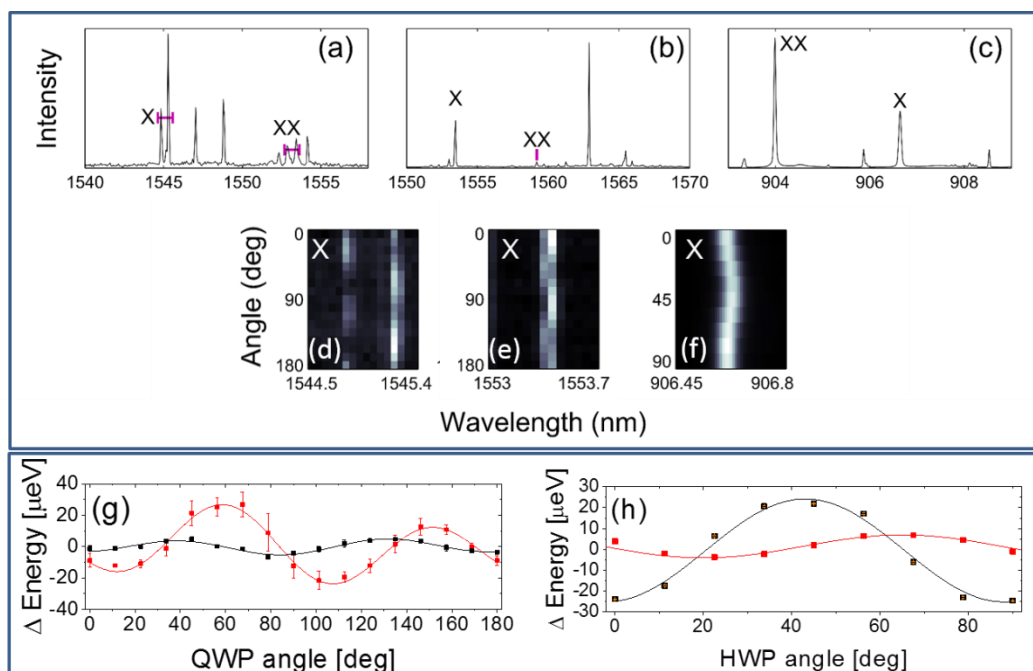 Intensity
(a)
X
XX
1540 1545 1550 1555
(b)
X
XX
1550 1555 1560 1565 1570
(c)
XX
X
904 906 908
Angle (deg)
0
90
180
X
(d)
1544.5 1545.4
X
(e)
1553 1553.7
0
45
90
X
(f)
906.45 906.8
Wavelength (nm)
(g)
Δ Energy [μeV]
40
20
0
-20
-40
0 20 40 60 80 100 120 140 160 180
QWP angle [deg]
(h)
Δ Energy [μeV]
30
20
10
0
-10
-20
-30
0 20 40 60 80
HWP angle [deg]